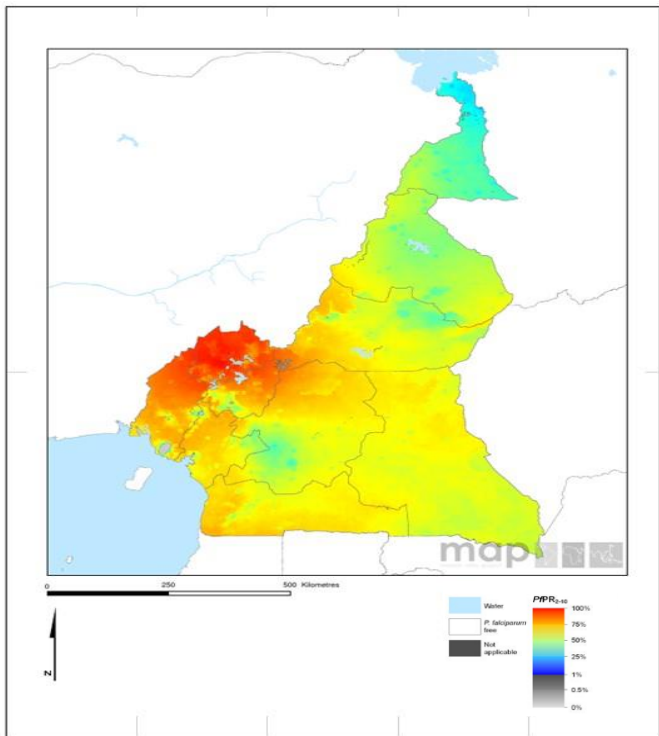 map
0
250
500 Kilometres
N
Water
P. falciparum
free
Not
applicable
PfPR2-10
100%
75%
50%
25%
1%
0.5%
0%